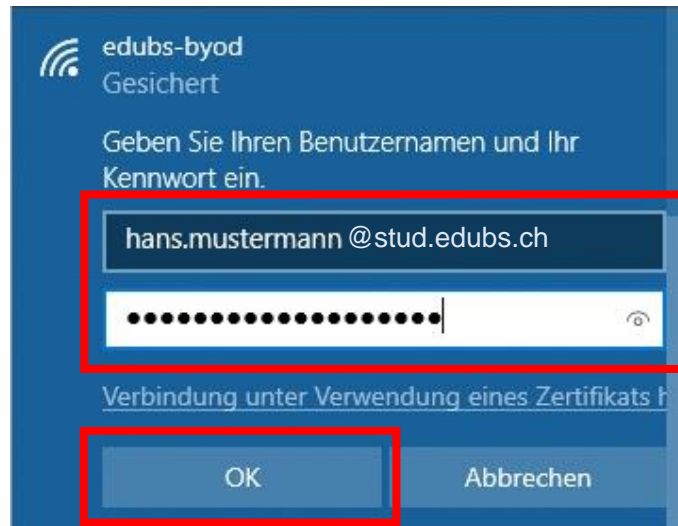 edubs-byod
Gesichert
Geben Sie Ihren Benutzernamen und Ihr
Kennwort ein.
hans.mustermann @stud.edubs.ch
●●●●●●●●●●●●●●●●●●●●
Verbindung unter Verwendung eines Zertifikats
OK Abbrechen